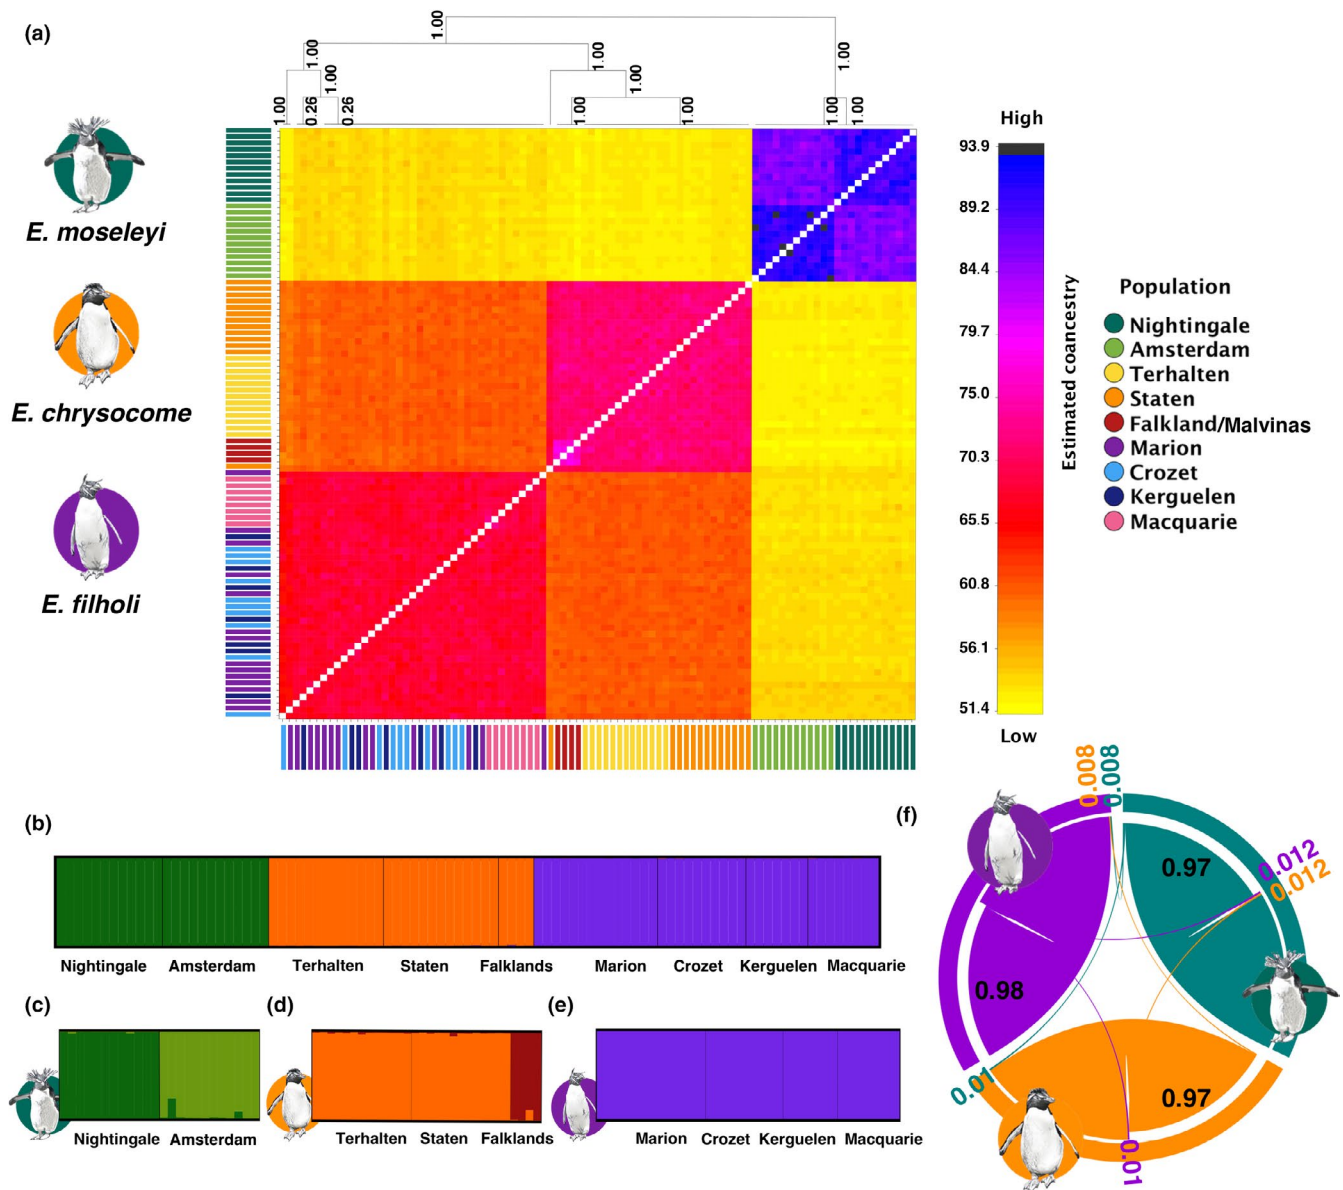 (a)
1.00
1.00
1.00
1.00
1.00
1.00
1.00
0.26
0.26
1.00
1.00
1.00
1.00
E. moseleyi
E. chrysocome
E. filholi
High
93.9
89.2
84.4
79.7
75.0
70.3
65.5
60.8
56.1
51.4
Low
Estimated coancestry
Population
Nightingale
Amsterdam
Terhalten
Staten
Falkland/Malvinas
Marion
Crozet
Kerguelen
Macquarie
(b)
Nightingale Amsterdam Terhalten Staten Falklands Marion Crozet Kerguelen Macquarie
(c)
Nightingale Amsterdam
(d)
Terhalten Staten Falklands
(e)
Marion Crozet Kerguelen Macquarie
(f)
0.008
0.008
0.97
0.012
0.012
0.98
0.01
0.97
0.01